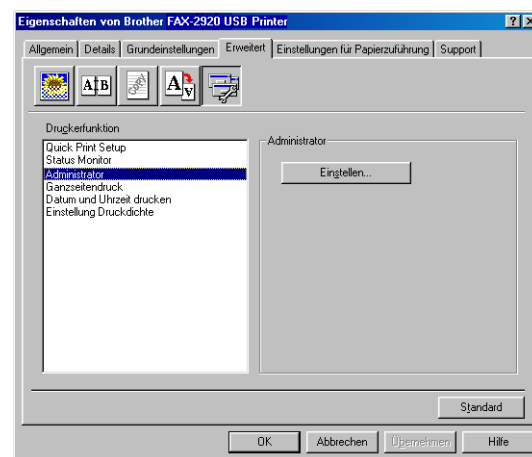 Eigenschaften von Brother FAX-2920 USB Printer
Allgemein Details Grundeinstellungen Erweitert Einstellungen für Papierzuführung Support
A B
A A
Druckerfunktion
Quick Print Setup
Status Monitor
Administrator
Ganzseitendruck
Datum und Uhrzeit drucken
Einstellung Druckdichte
Administrator
Einstellen...
Standard
OK Abbrechen Übernehmen Hilfe